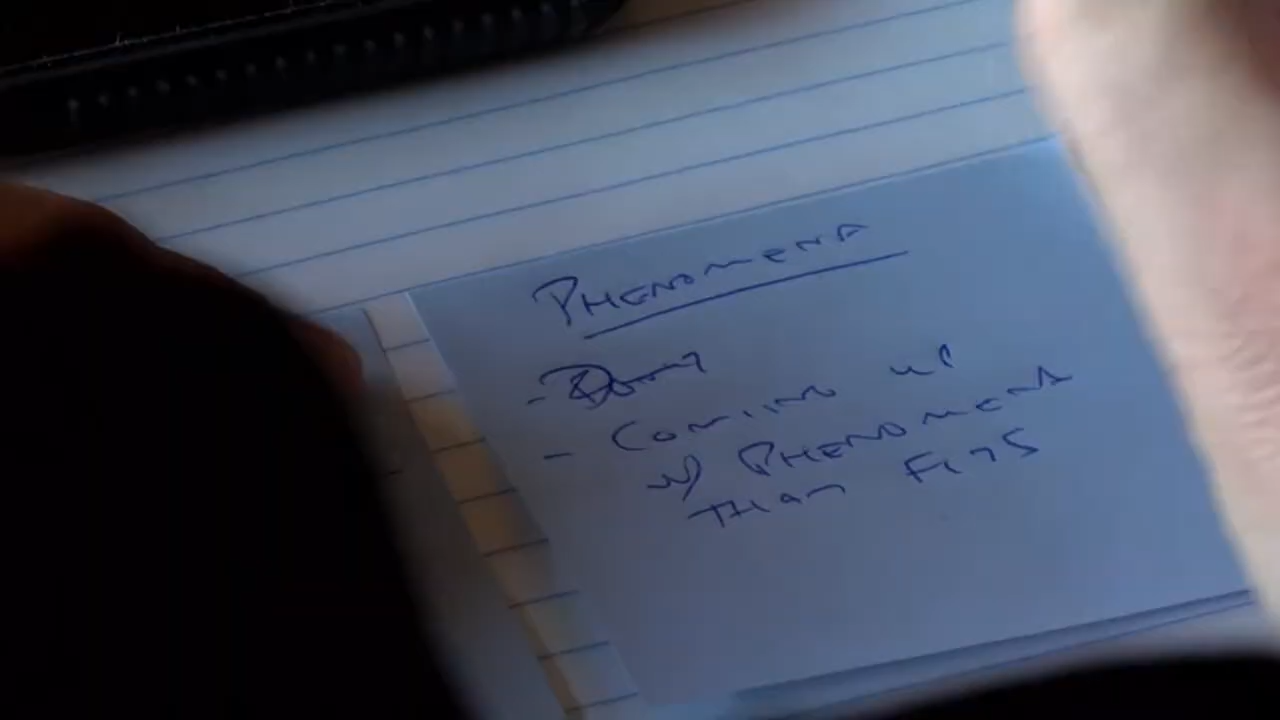 PHENOMENA
-
- COMING UP
W/ PHENOMENA
THAN FITS